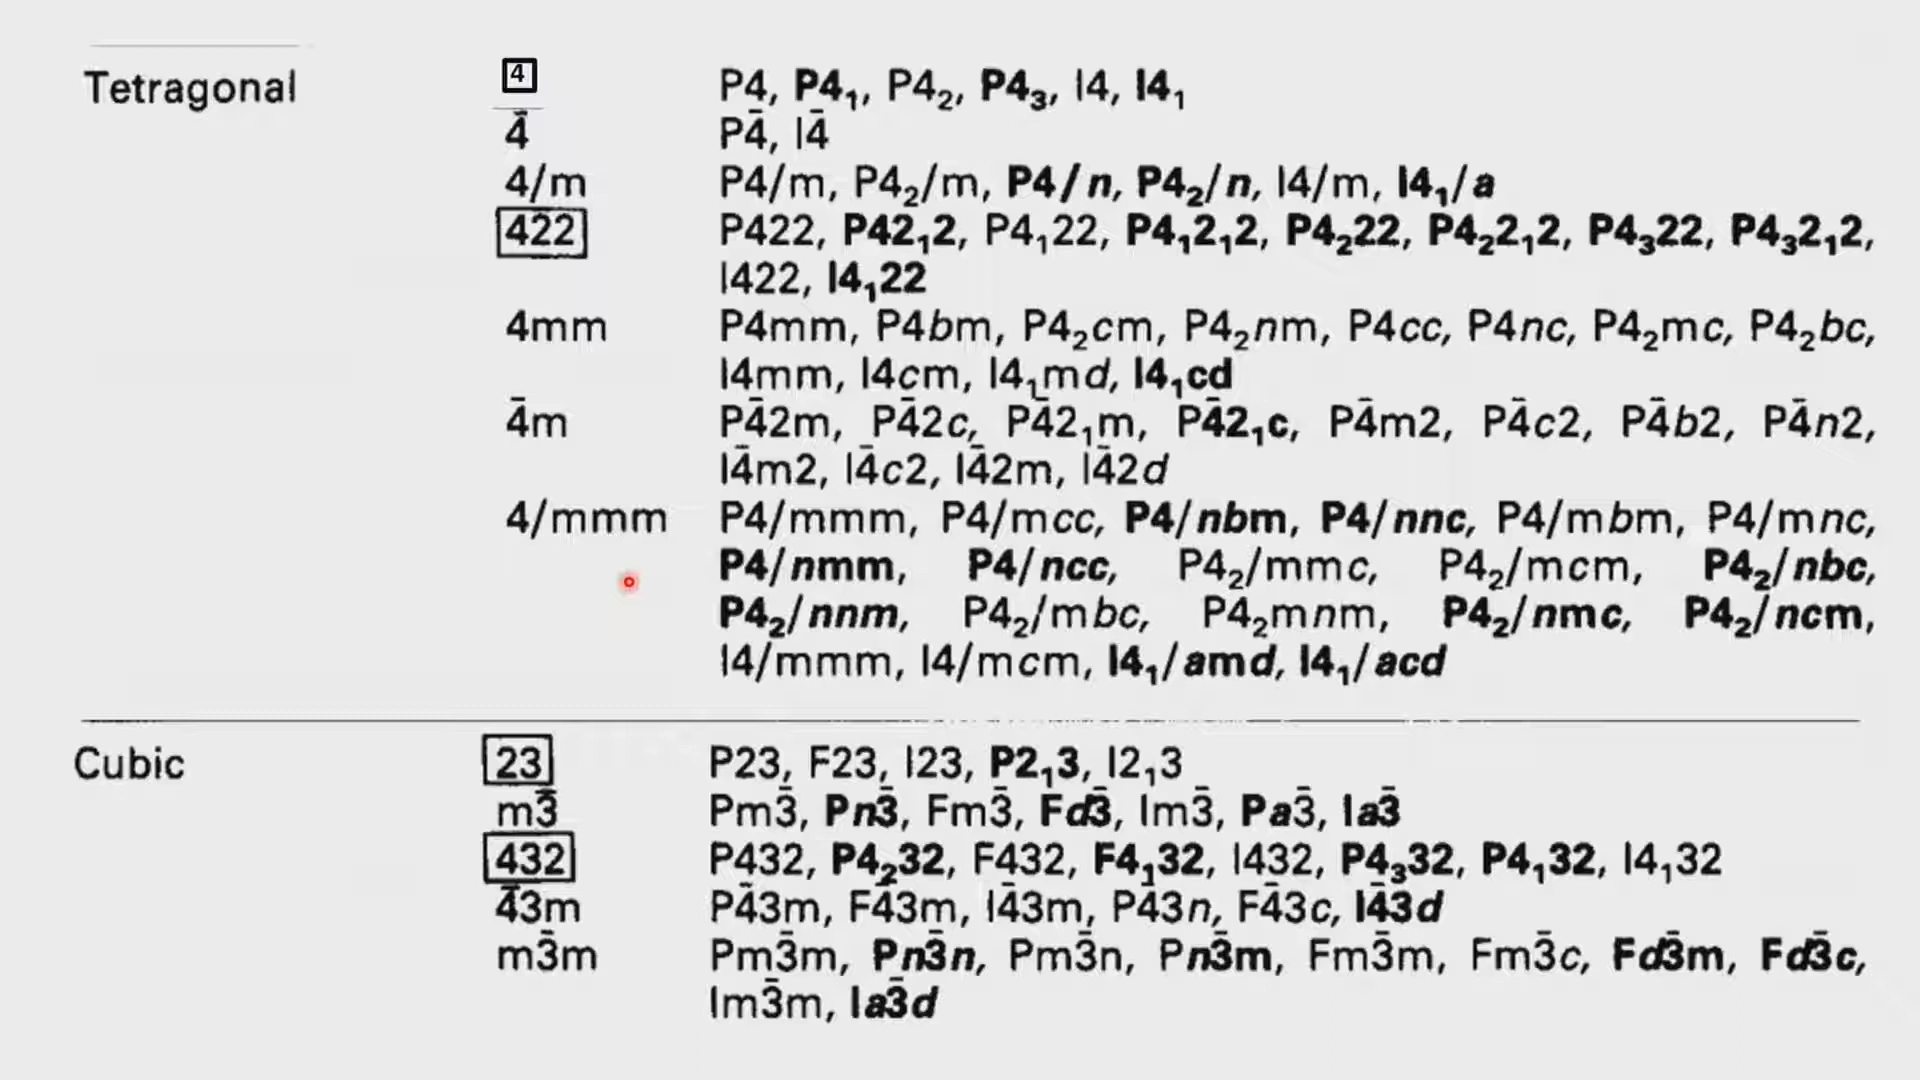 Tetragonal 4 P4, P4₁, P4₂, P4₃, I4, I4₁
4̄ P4̄, I4̄
4/m P4/m, P4₂/m, P4/n, P4₂/n, I4/m, I4₁/a
422 P422, P42₁2, P4₁22, P4₁2₁2, P4₂22, P4₂2₁2, P4₃22, P4₃2₁2,
I422, I4₁22
4mm P4mm, P4bm, P4₂cm, P4₂nm, P4cc, P4nc, P4₂mc, P4₂bc,
I4mm, I4cm, I4₁md, I4₁cd
4̄m P4̄2m, P4̄2c, P4̄2₁m, P4̄2₁c, P4̄m2, P4̄c2, P4̄b2, P4̄n2,
I4̄m2, I4̄c2, I4̄2m, I4̄2d
4/mmm P4/mmm, P4/mcc, P4/nbm, P4/nnc, P4/mbm, P4/mnc,
P4/nmm, P4/ncc, P4₂/mmc, P4₂/mcm, P4₂/nbc,
P4₂/nnm, P4₂/mbc, P4₂mnm, P4₂/nmc, P4₂/ncm,
I4/mmm, I4/mcm, I4₁/amd, I4₁/acd
Cubic 23 P23, F23, I23, P2₁3, I2₁3
m3̄ Pm3̄, Pn3̄, Fm3̄, Fd3̄, Im3̄, Pa3̄, Ia3̄
432 P432, P4₂32, F432, F4₁32, I432, P4₃32, P4₁32, I4₁32
4̄3m P4̄3m, F4̄3m, I4̄3m, P4̄3n, F4̄3c, I4̄3d
m3̄m Pm3̄m, Pn3̄n, Pm3̄n, Pn3̄m, Fm3̄m, Fm3̄c, Fd3̄m, Fd3̄c,
Im3̄m, Ia3̄d